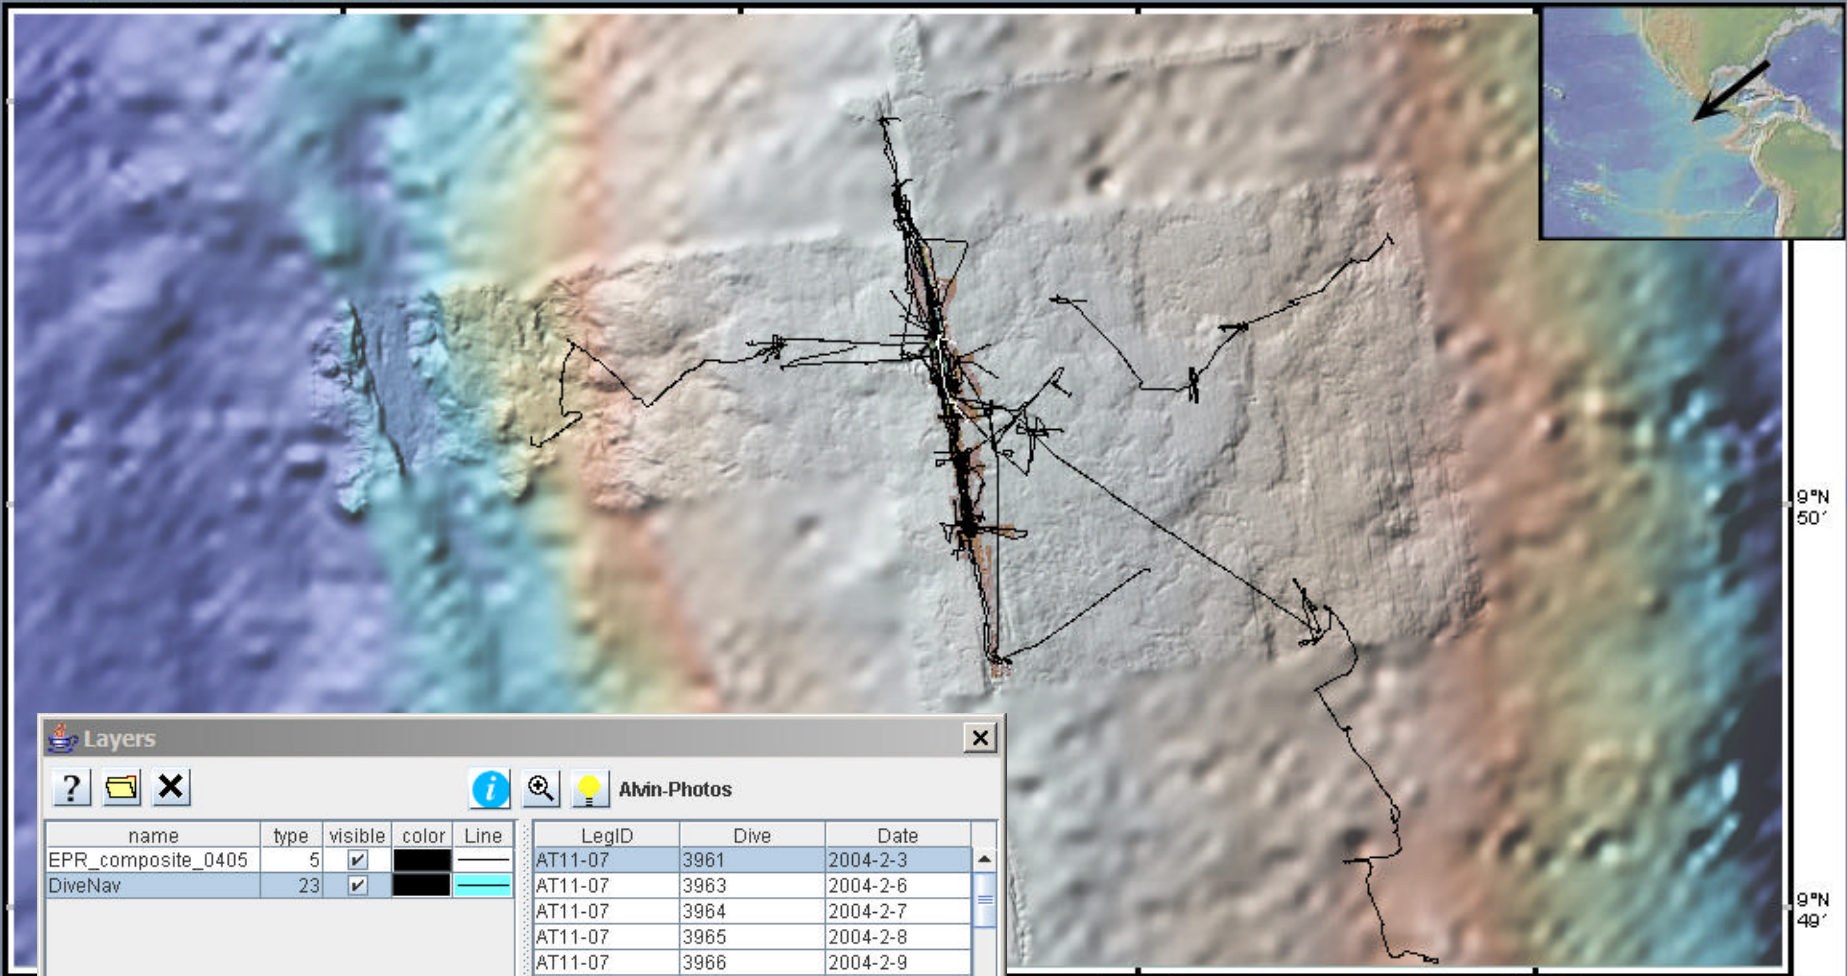 9°N
50′
9°N
49′
Layers
?
i
Alvin-Photos
name type visible color Line
EPR_composite_0405 5
DiveNav 23
LegID Dive Date
AT11-07 3961 2004-2-3
AT11-07 3963 2004-2-6
AT11-07 3964 2004-2-7
AT11-07 3965 2004-2-8
AT11-07 3966 2004-2-9